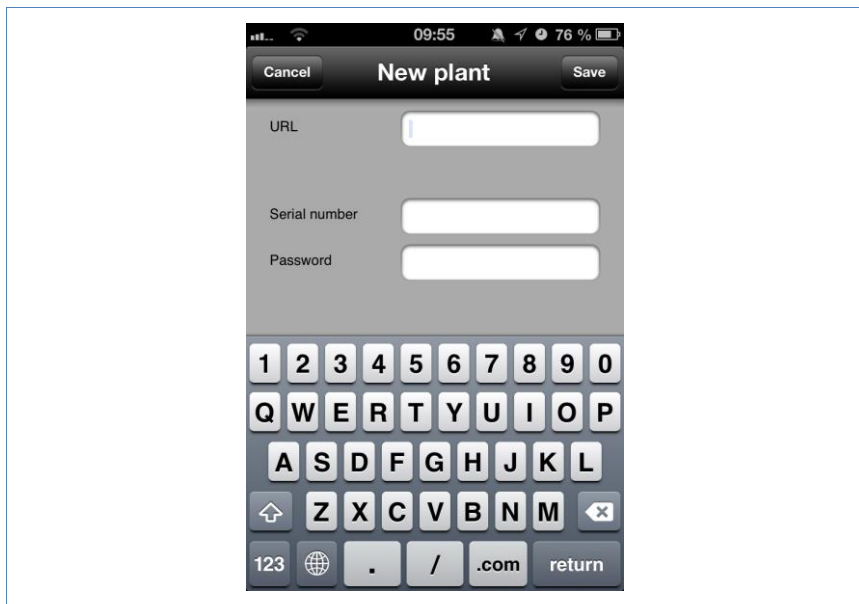 09:55 76 %
Cancel New plant Save
URL
Serial number
Password
1 2 3 4 5 6 7 8 9 0
Q W E R T Y U I O P
A S D F G H J K L
Z X C V B N M
123 . / .com return